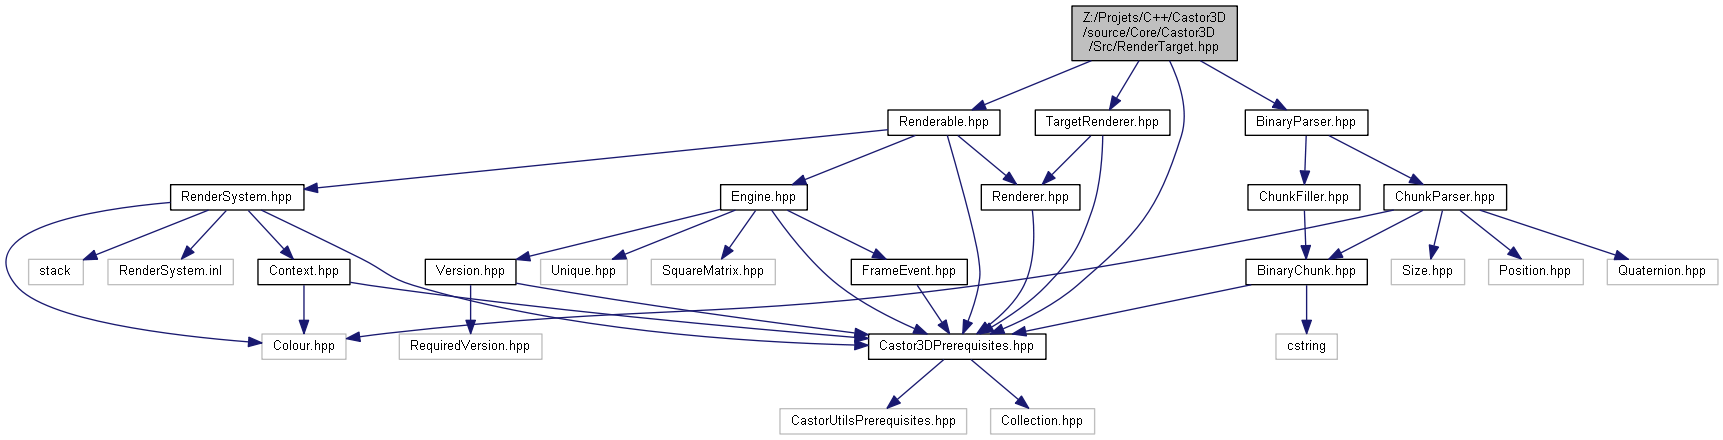 Z:/Projets/C++/Castor3D
/source/Core/Castor3D
/Src/RenderTarget.hpp
Renderable.hpp
TargetRenderer.hpp
BinaryParser.hpp
RenderSystem.hpp
Engine.hpp
Renderer.hpp
ChunkFiller.hpp
ChunkParser.hpp
stack
RenderSystem.inl
Context.hpp
Version.hpp
Unique.hpp
SquareMatrix.hpp
FrameEvent.hpp
BinaryChunk.hpp
Size.hpp
Position.hpp
Quaternion.hpp
Colour.hpp
RequiredVersion.hpp
Castor3DPrerequisites.hpp
cstring
CastorUtilsPrerequisites.hpp
Collection.hpp